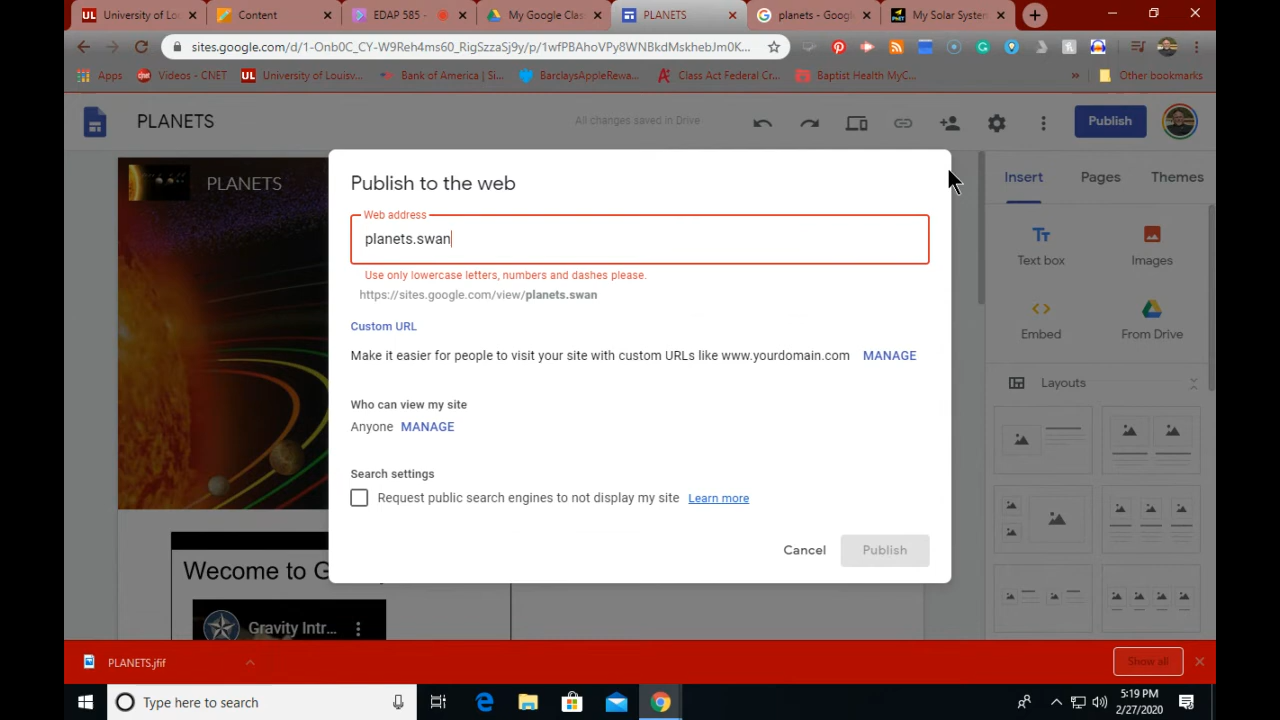 University of Lo
Content
EDAP 585 -
My Google Clas
PLANETS
planets - Googl
My Solar System
sites.google.com/d/1-Onb0C_CY-W9Reh4ms60_RigSzzaSj9y/p/1wfPBAhoVPy8WNBkdMskhebJm0K...
Apps
Videos - CNET
University of Louisv...
Bank of America | Si...
BarclaysAppleRewa...
Class Act Federal Cr...
Baptist Health MyC...
»
Other bookmarks
PLANETS
All changes saved in Drive
Publish
PLANETS
Insert
Pages
Themes
Publish to the web
Web address
planets.swan
Use only lowercase letters, numbers and dashes please.
https://sites.google.com/view/planets.swan
Custom URL
Make it easier for people to visit your site with custom URLs like www.yourdomain.com MANAGE
Who can view my site
Anyone MANAGE
Search settings
Request public search engines to not display my site Learn more
Cancel
Publish
Text box
Images
Embed
From Drive
Layouts
Wecome to G
Gravity Intr...
PLANETS.jfif
Show all
Type here to search
5:19 PM
2/27/2020